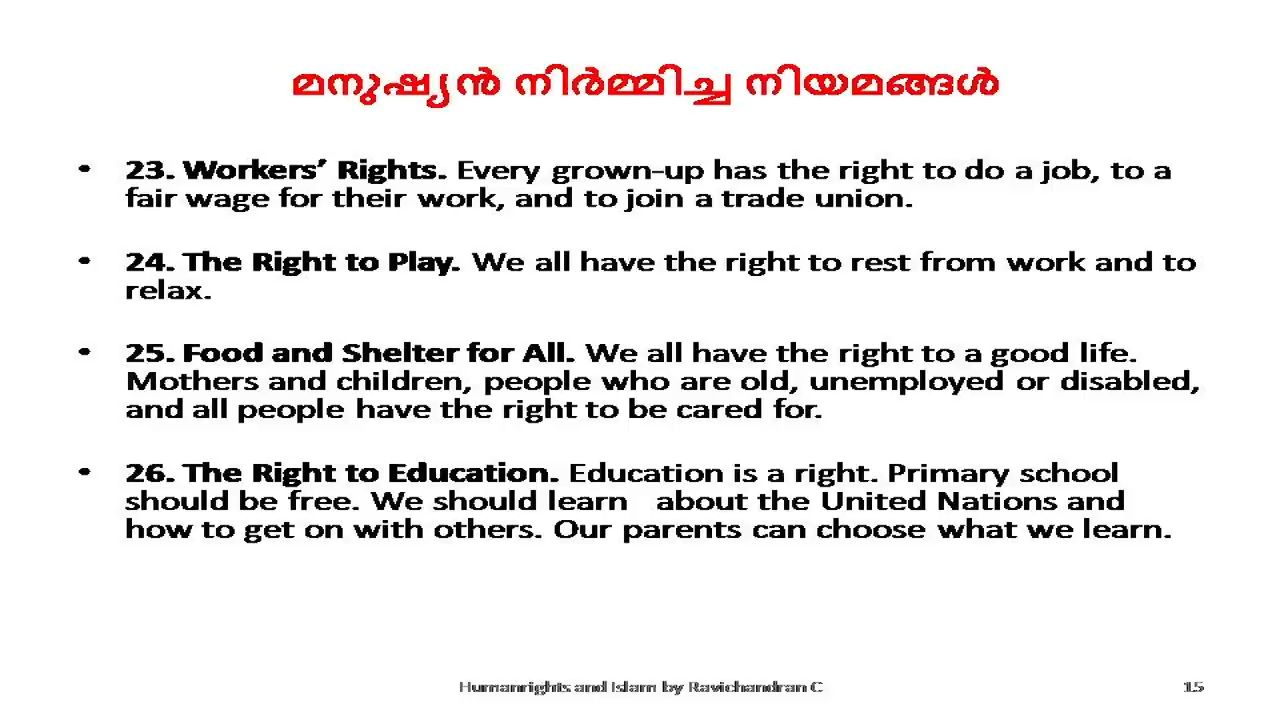 മനുഷ്യൻ നിർമ്മിച്ച നിയമങ്ങൾ
• 23. Workers’ Rights. Every grown-up has the right to do a job, to a
fair wage for their work, and to join a trade union.
• 24. The Right to Play. We all have the right to rest from work and to
relax.
• 25. Food and Shelter for All. We all have the right to a good life.
Mothers and children, people who are old, unemployed or disabled,
and all people have the right to be cared for.
• 26. The Right to Education. Education is a right. Primary school
should be free. We should learn about the United Nations and
how to get on with others. Our parents can choose what we learn.
Humanrights and Islam by Ravichandran C
15